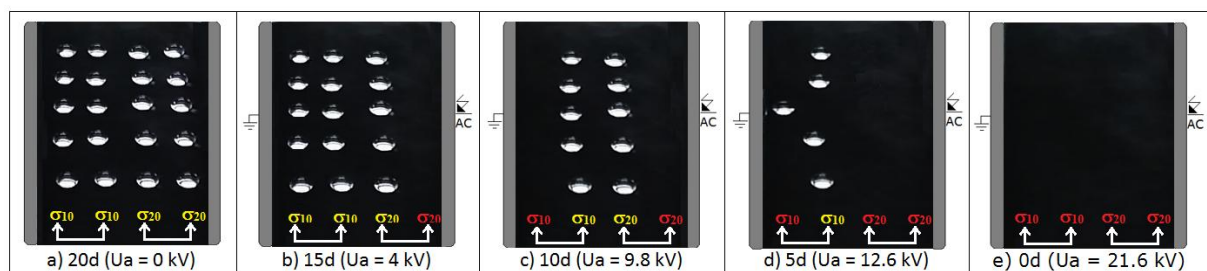 σ10 σ10 σ20 σ20
a) 20d (Ua = 0 kV)
AC
σ10 σ10 σ20 σ20
b) 15d (Ua = 4 kV)
AC
σ10 σ10 σ20 σ20
c) 10d (Ua = 9.8 kV)
AC
σ10 σ10 σ20 σ20
d) 5d (Ua = 12.6 kV)
AC
σ10 σ10 σ20 σ20
e) 0d (Ua = 21.6 kV)